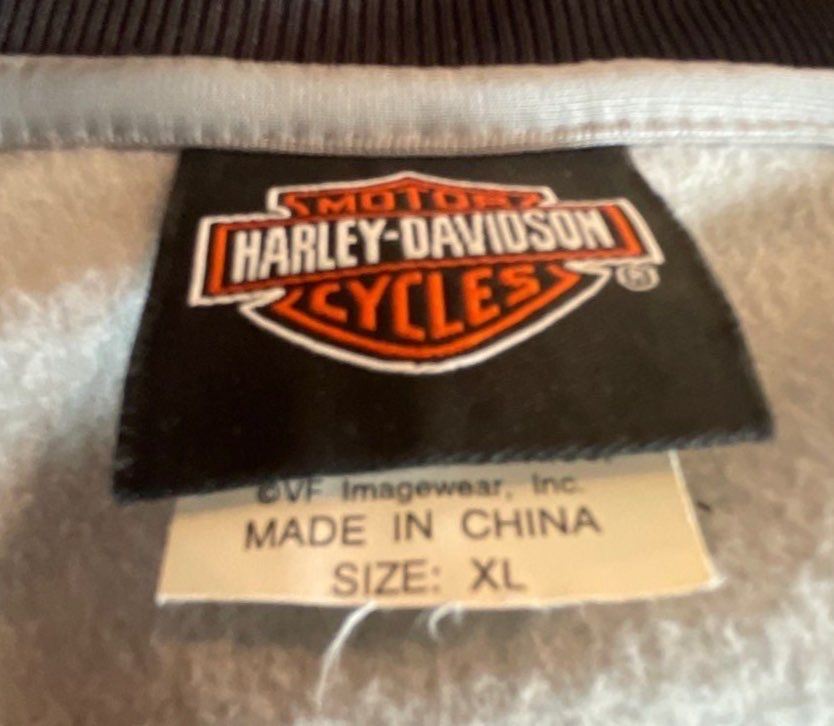 MOTOR
HARLEY-DAVIDSON
CYCLES
®
©VF Imagewear, Inc.
MADE IN CHINA
SIZE: XL